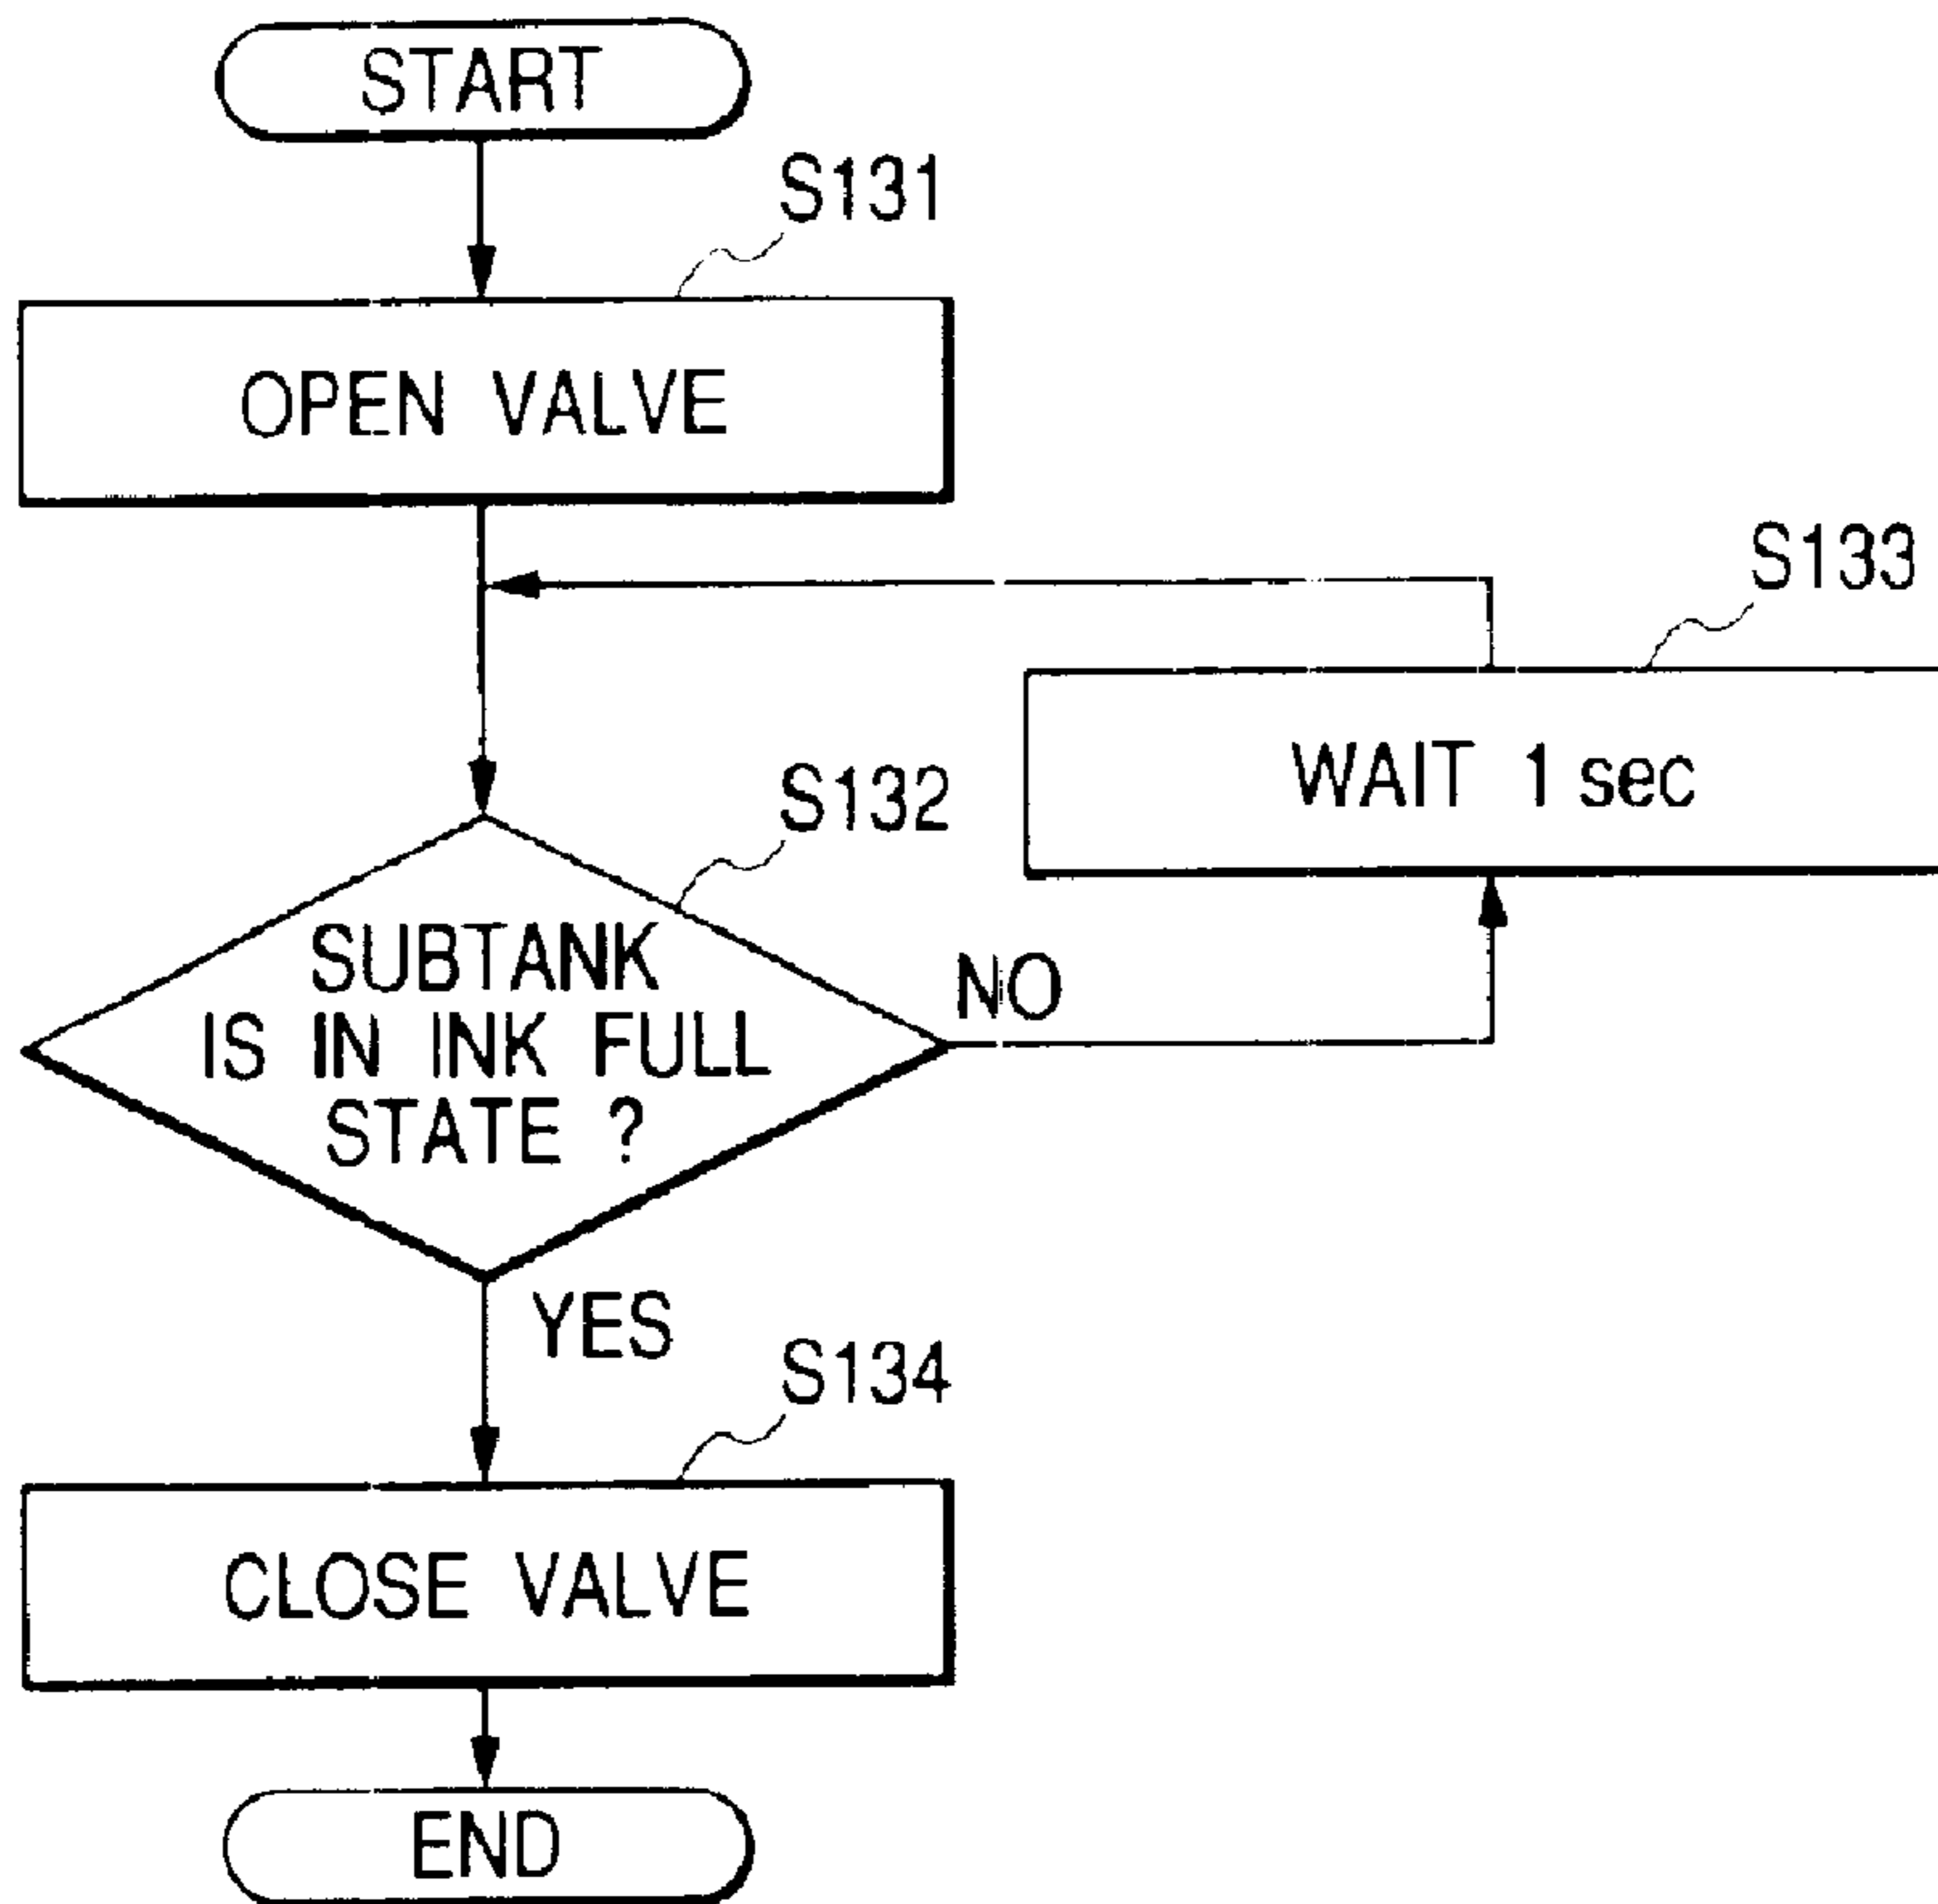 START
S131
OPEN VALVE
S133
WAIT 1 sec
S132
SUBTANK
IS IN INK FULL
STATE ?
NO
YES
S134
CLOSE VALVE
END